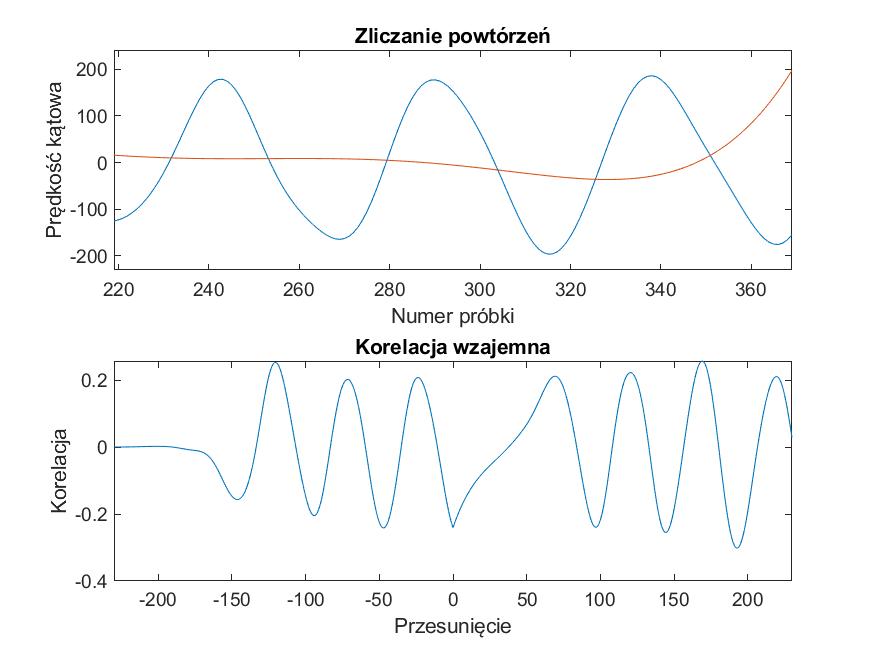 Zliczanie powtórzeń
Prędkość kątowa
200
100
0
-100
-200
220 240 260 280 300 320 340 360
Numer próbki
Korelacja wzajemna
Korelacja
0.2
0
-0.2
-0.4
-200 -150 -100 -50 0 50 100 150 200
Przesunięcie